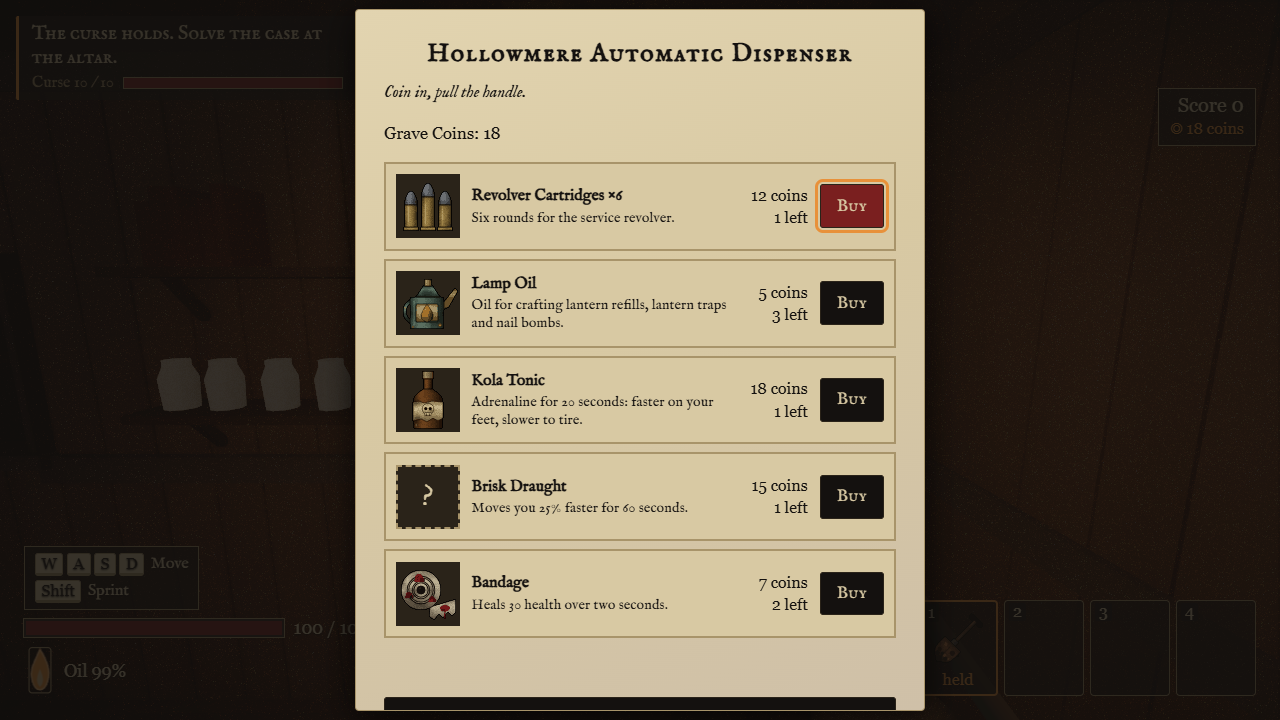 The curse holds. Solve the case at
the altar.
Curse 10 / 10
Hollowmere Automatic Dispenser
Coin in, pull the handle.
Grave Coins: 18
Score 0
18 coins
Revolver Cartridges ×6
Six rounds for the service revolver.
12 coins
1 left
Buy
Lamp Oil
Oil for crafting lantern refills, lantern traps
and nail bombs.
5 coins
3 left
Buy
Kola Tonic
Adrenaline for 20 seconds: faster on your
feet, slower to tire.
18 coins
1 left
Buy
?
Brisk Draught
Moves you 25% faster for 60 seconds.
15 coins
1 left
Buy
Bandage
Heals 30 health over two seconds.
7 coins
2 left
Buy
W A S D Move
Shift Sprint
100 / 10
Oil 99%
1 2 3 4
held